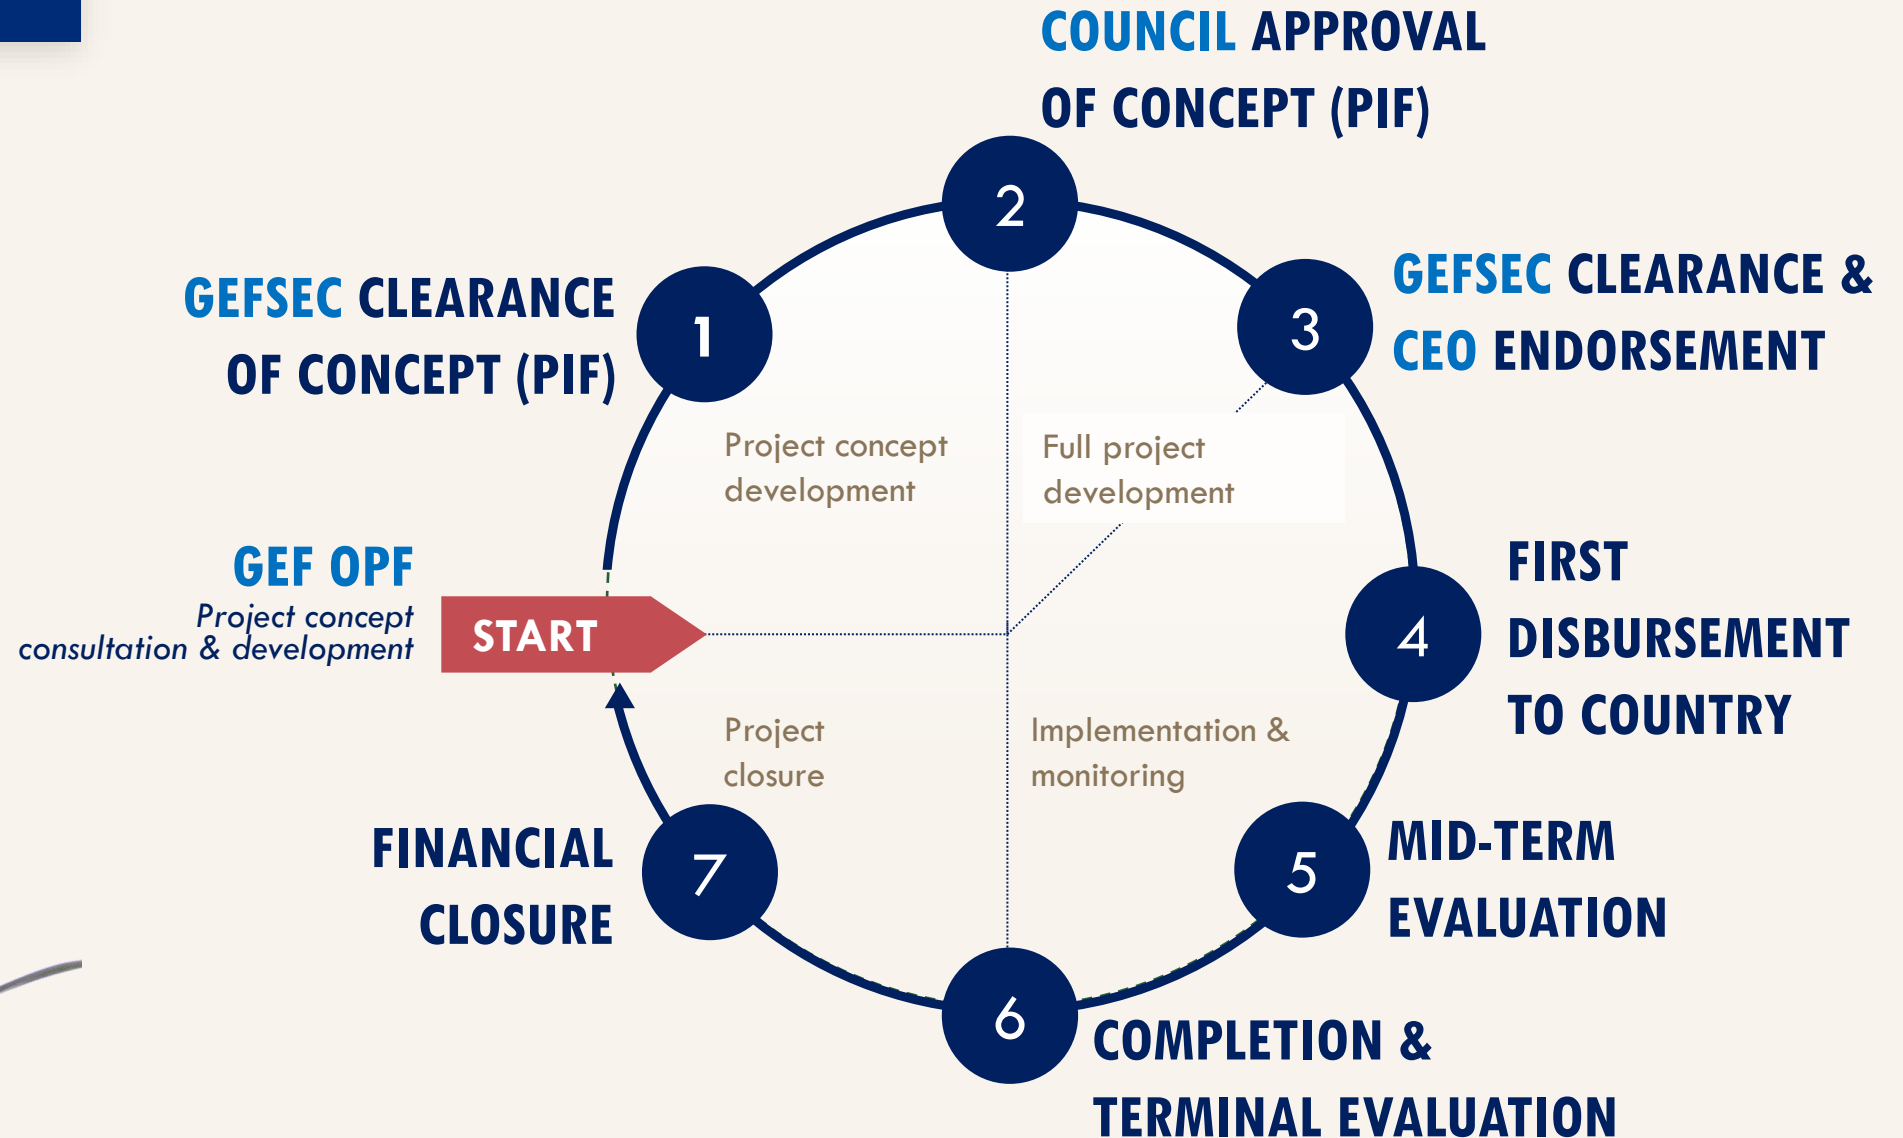 COUNCIL APPROVAL
OF CONCEPT (PIF)
2
GEFSEC CLEARANCE
OF CONCEPT (PIF)
1
3
GEFSEC CLEARANCE &
CEO ENDORSEMENT
Project concept
development
Full project
development
GEF OPF
Project concept
consultation & development
START
4
FIRST
DISBURSEMENT
TO COUNTRY
Project
closure
Implementation &
monitoring
FINANCIAL
CLOSURE
7
5
MID-TERM
EVALUATION
6
COMPLETION &
TERMINAL EVALUATION